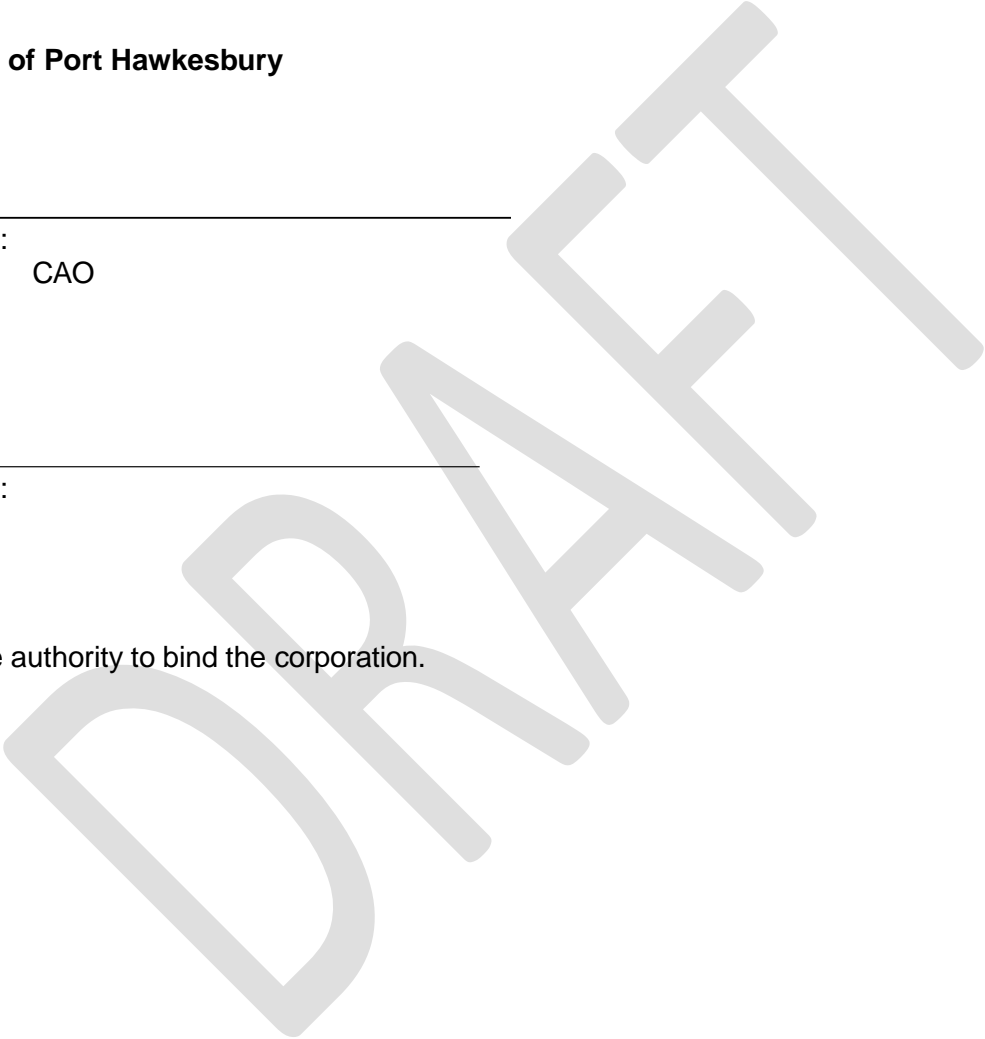 of Port Hawkesbury
:
CAO
:
authority to bind the corporation.
DRAFT